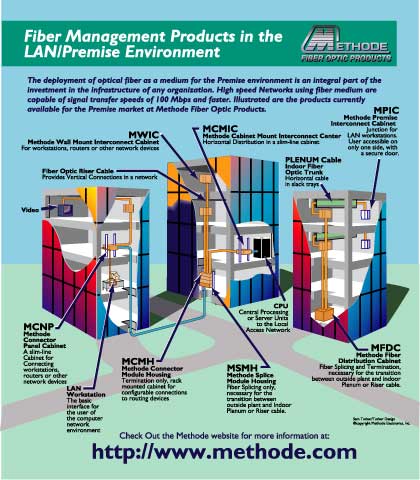 Fiber Management Products in the
LAN/Premise Environment
METHODE
FIBER OPTIC PRODUCTS
The deployment of optical fiber as a medium for the Premise environment is an integral part of the
investment in the infrastructure of any organization. High speed Networks using fiber medium are
capable of signal transfer speeds of 100 Mbps and faster. Illustrated are the products currently
available for the Premise market at Methode Fiber Optic Products.
MPIC
Methode Premise
Interconnect Cabinet
Junction for
LAN workstations.
User accessible on
only one side, with
a secure door.
MCMIC
Methode Cabinet Mount Interconnect Center
Horizontal Distribution in a slim-line cabinet
MWIC
Methode Wall Mount Interconnect Cabinet
For workstations, routers or other network devices
PLENUM Cable
Indoor Fiber
Optic Trunk
Horizontal cable
in slack trays
Fiber Optic Riser Cable
Provides Vertical Connections in a network
Video
CPU
Central Processing
or Server Units
to the Local
Access Network
MCNP
Methode
Connector
Panel Cabinet
A slim-line
Cabinet for
Connecting
workstations,
routers or other
network devices
LAN
Workstation
The basic
interface for
the user of
the computer
network
environment
MCMH
Methode Connector
Module Housing
Termination only, rack
mounted cabinet for
configurable connections
to routing devices
MSMH
Methode Splice
Module Housing
Fiber Splicing only,
necessary for the
transition between
outside plant and Indoor
Plenum or Riser cable.
MFDC
Methode Fiber
Distribution Cabinet
Fiber Splicing and Termination,
necessary for the transition
between outside plant and Indoor
Plenum or Riser cable.
©Copyright Methode Electronics, Inc.
Check Out the Methode website for more information at:
http://www.methode.com